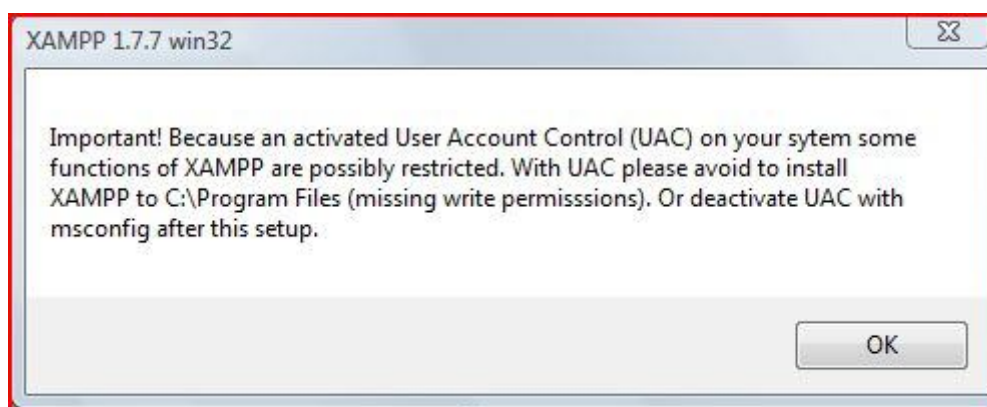 XAMPP 1.7.7 win32
Important! Because an activated User Account Control (UAC) on your sytem some
functions of XAMPP are possibly restricted. With UAC please avoid to install
XAMPP to C:\Program Files (missing write permisssions). Or deactivate UAC with
msconfig after this setup.
OK